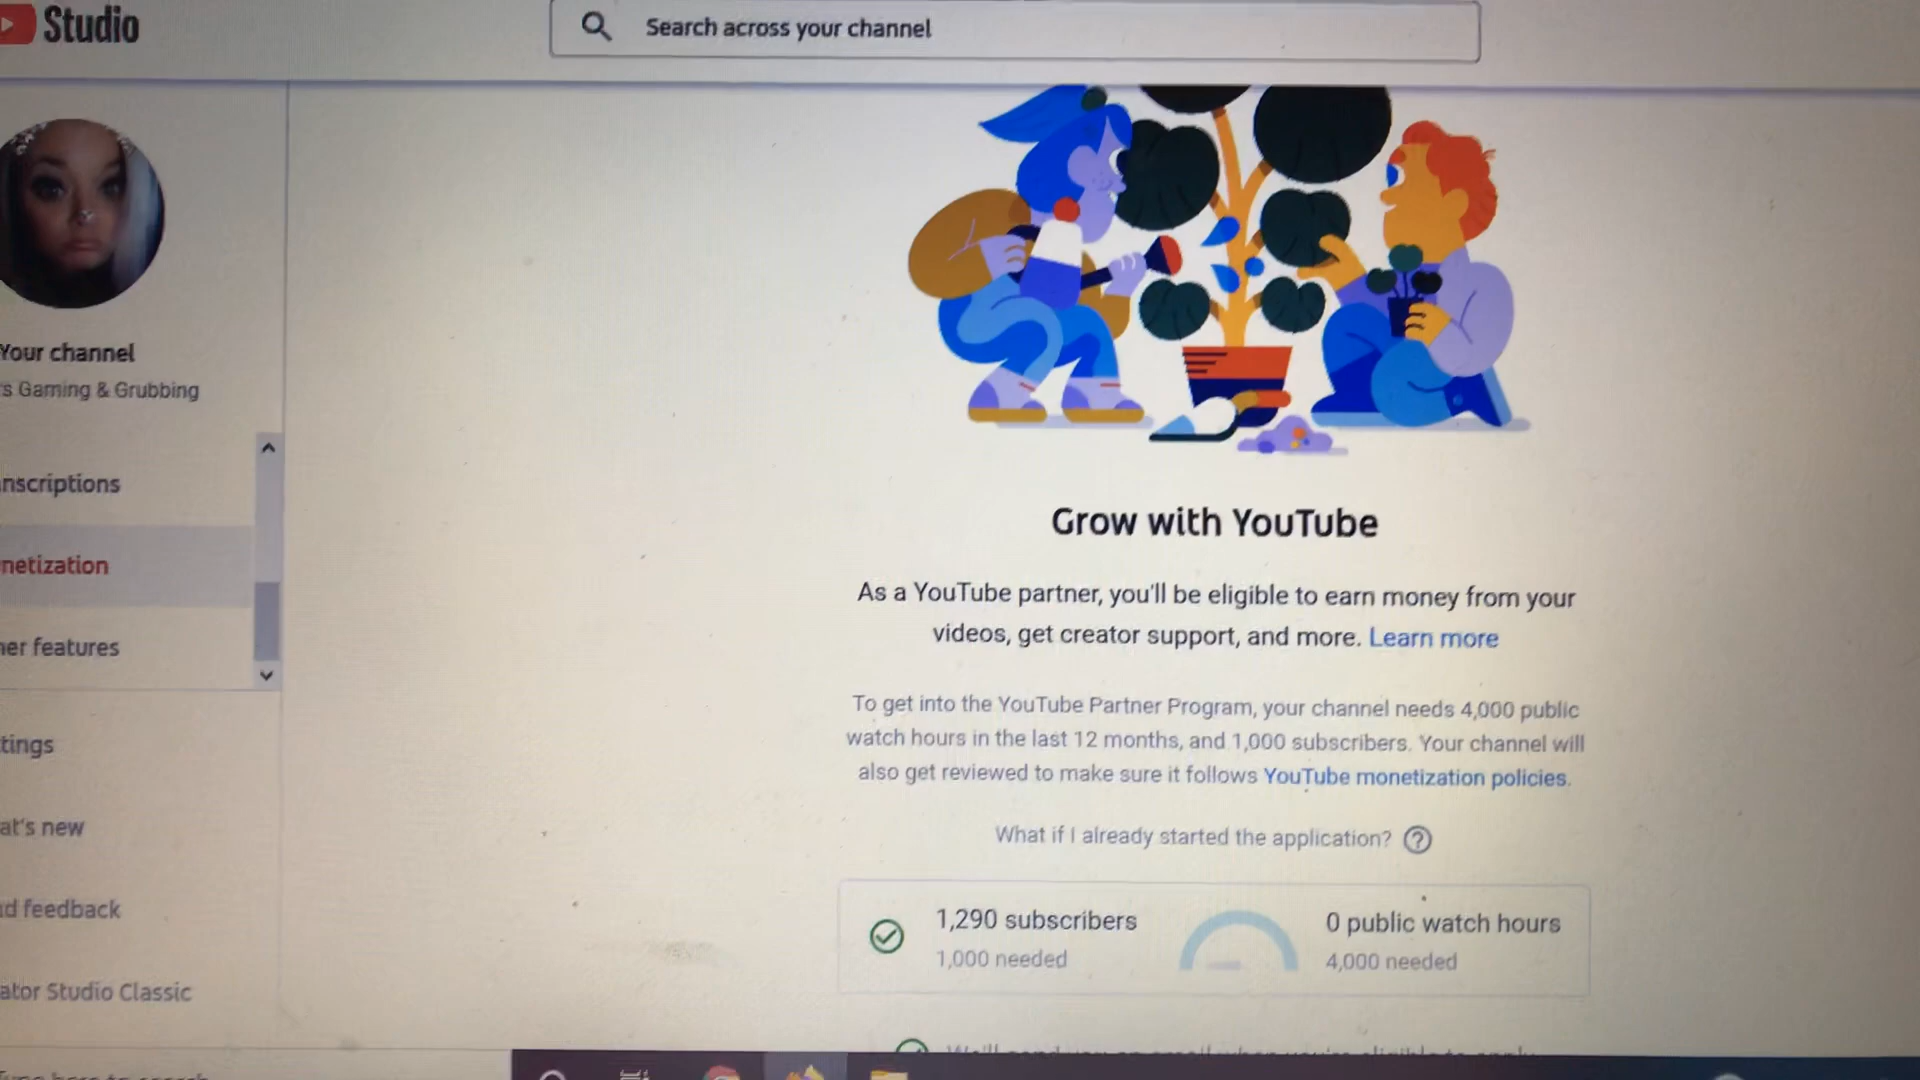 Studio
Search across your channel
Your channel
s Gaming & Grubbing
nscriptions
netization
her features
tings
at's new
d feedback
ator Studio Classic
Grow with YouTube
As a YouTube partner, you'll be eligible to earn money from your
videos, get creator support, and more. Learn more
To get into the YouTube Partner Program, your channel needs 4,000 public
watch hours in the last 12 months, and 1,000 subscribers. Your channel will
also get reviewed to make sure it follows YouTube monetization policies.
What if I already started the application? ?
1,290 subscribers
1,000 needed
0 public watch hours
4,000 needed